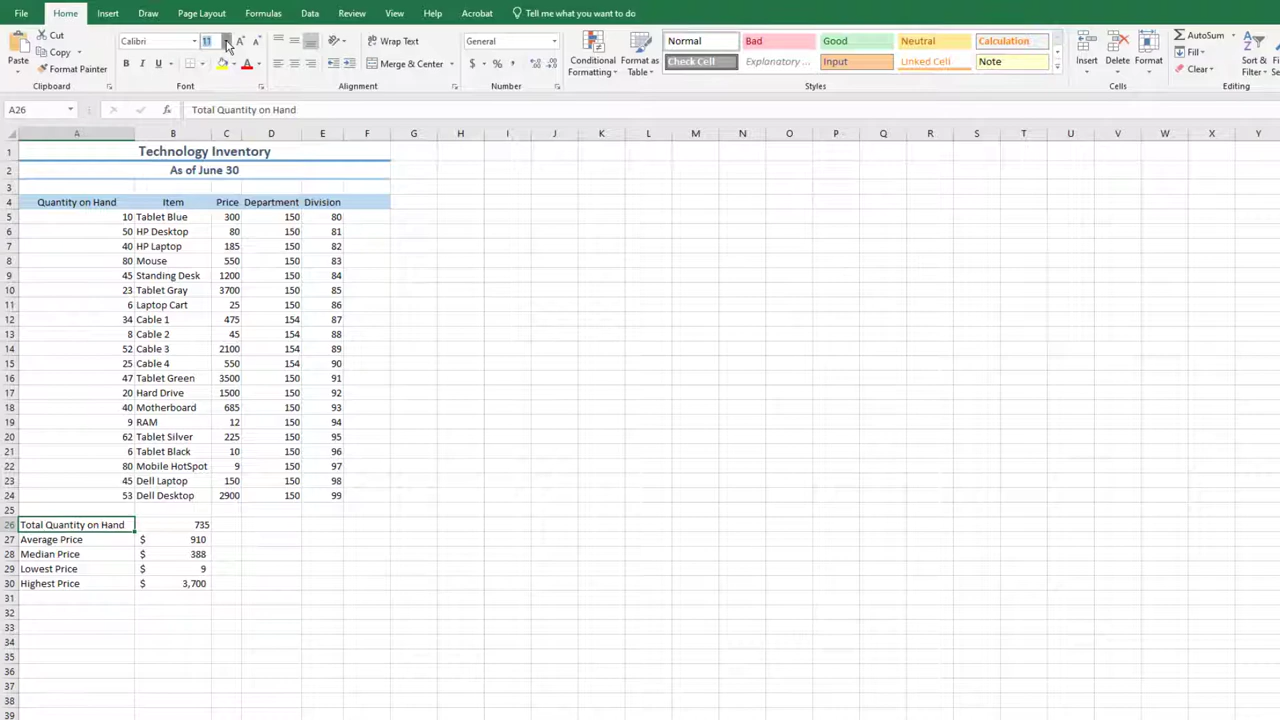 File Home Insert Draw Page Layout Formulas Data Review View Help Acrobat Tell me what you want to do
Paste Cut Copy Format Painter Clipboard
Calibri 11 A A B I U A Font
Wrap Text Merge & Center Alignment
General $ % , Number
Conditional Formatting Format as Table Normal Bad Good Neutral Calculation Check Cell Explanatory ... Input Linked Cell Note Styles
Insert Delete Format Cells
AutoSum Fill Clear Sort & Filter Editing
A26 fx Total Quantity on Hand
A B C D E F G H I J K L M N O P Q R S T U V W X Y
1 Technology Inventory
2 As of June 30
3
4 Quantity on Hand Item Price Department Division
5 10 Tablet Blue 300 150 80
6 50 HP Desktop 80 150 81
7 40 HP Laptop 185 150 82
8 80 Mouse 550 150 83
9 45 Standing Desk 1200 150 84
10 23 Tablet Gray 3700 150 85
11 6 Laptop Cart 25 150 86
12 34 Cable 1 475 154 87
13 8 Cable 2 45 154 88
14 52 Cable 3 2100 154 89
15 25 Cable 4 550 154 90
16 47 Tablet Green 3500 150 91
17 20 Hard Drive 1500 150 92
18 40 Motherboard 685 150 93
19 9 RAM 12 150 94
20 62 Tablet Silver 225 150 95
21 6 Tablet Black 10 150 96
22 80 Mobile HotSpot 9 150 97
23 45 Dell Laptop 150 150 98
24 53 Dell Desktop 2900 150 99
25
26 Total Quantity on Hand 735
27 Average Price $ 910
28 Median Price $ 388
29 Lowest Price $ 9
30 Highest Price $ 3,700
31
32
33
34
35
36
37
38
39